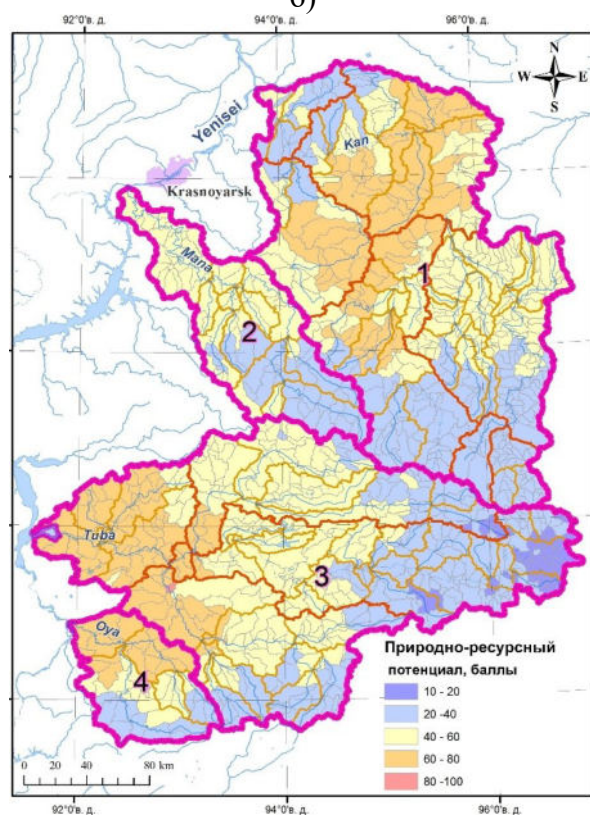 б)
92°0'в. д.
94°0'в. д.
96°0'в. д.
N
W E
S
Yenisei
Kan
Krasnoyarsk
Mana
1
2
Tuba
3
Oya
4
Природно-ресурсный
потенциал, баллы
10 - 20
20 -40
40 - 60
60 - 80
80 -100
0 20 40 80 km
92°0'в. д.
94°0'в. д.
96°0'в. д.